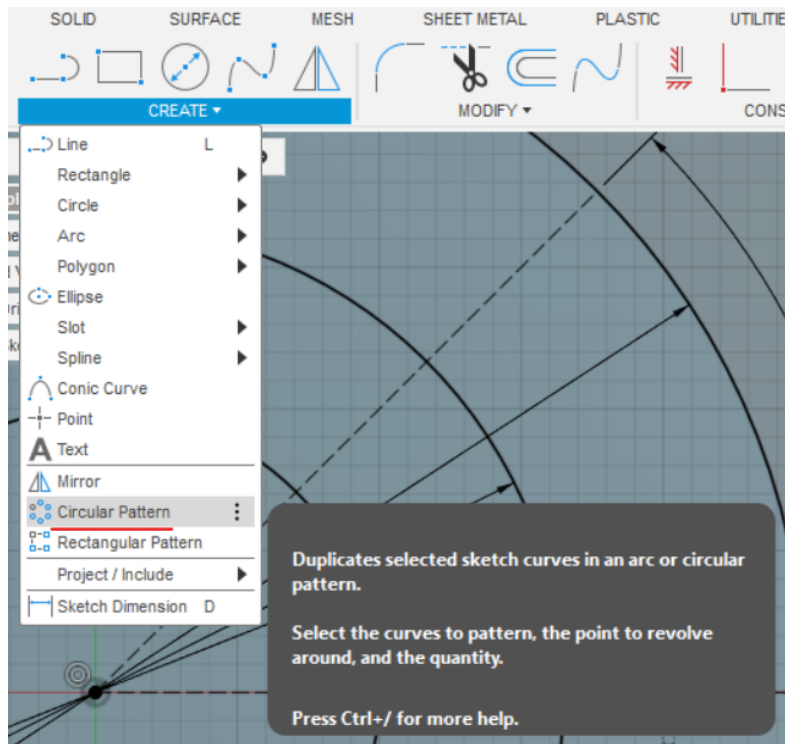 SOLID SURFACE MESH SHEET METAL PLASTIC UTILITIE
CREATE ▾ MODIFY ▾ CONS
Line L
Rectangle
Circle
Arc
Polygon
Ellipse
Slot
Spline
Conic Curve
Point
A Text
Mirror
Circular Pattern
Rectangular Pattern
Project / Include
Sketch Dimension D
Duplicates selected sketch curves in an arc or circular
pattern.
Select the curves to pattern, the point to revolve
around, and the quantity.
Press Ctrl+/ for more help.